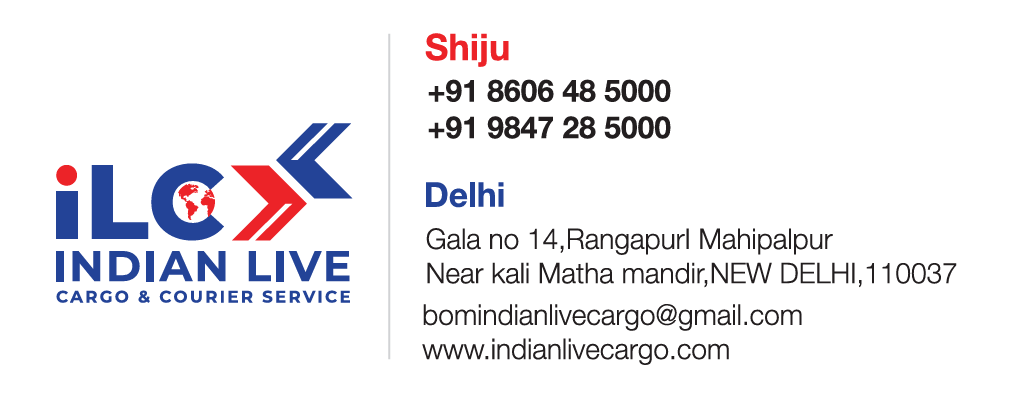 iLC
INDIAN LIVE
CARGO & COURIER SERVICE
Shiju
+91 8606 48 5000
+91 9847 28 5000
Delhi
Gala no 14,Rangapurl Mahipalpur
Near kali Matha mandir,NEW DELHI,110037
bomindianlivecargo@gmail.com
www.indianlivecargo.com